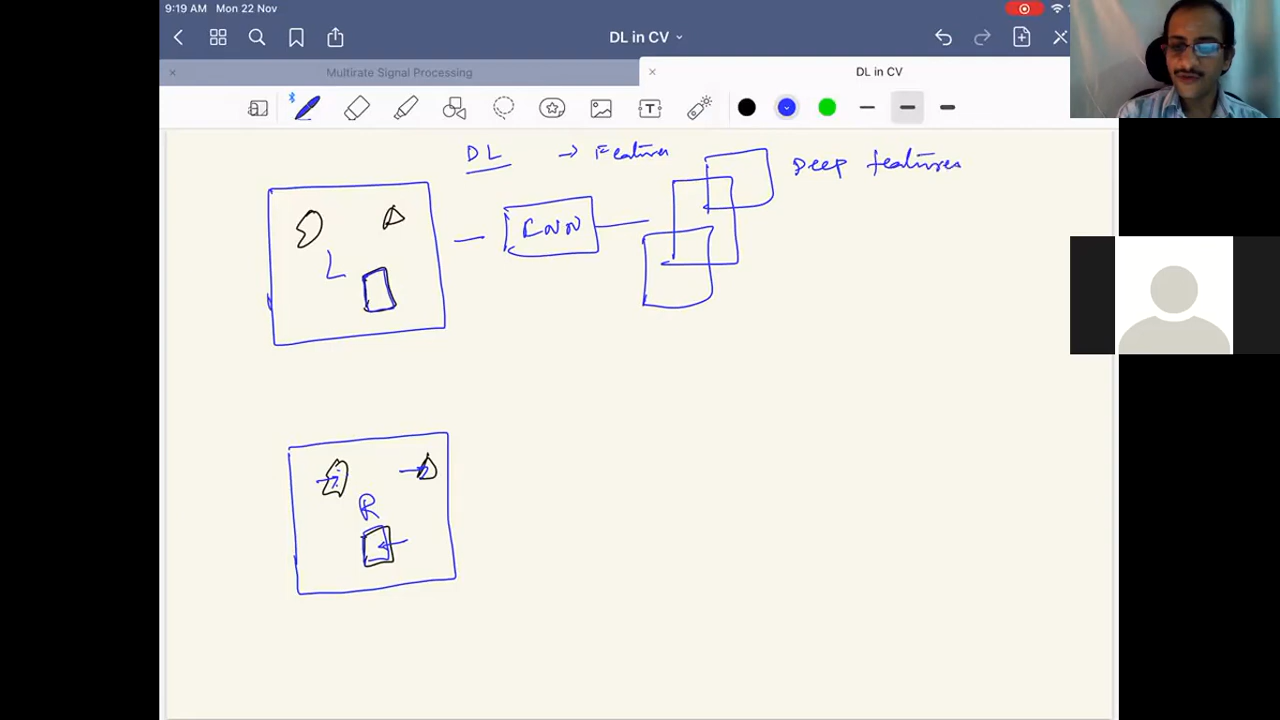 9:19 AM Mon 22 Nov
DL in CV
Multirate Signal Processing
DL in CV
T
DL → Features
Deep features
CNN
L
R